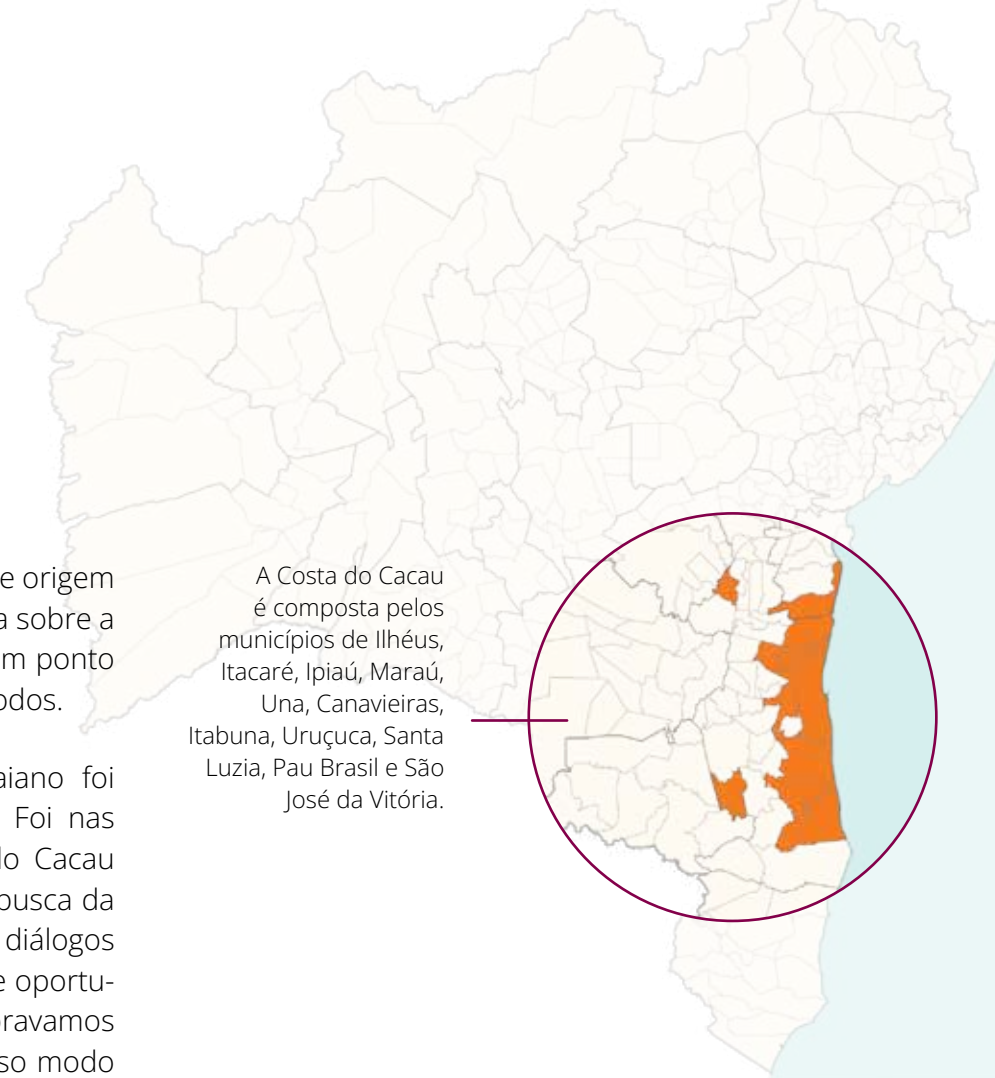 e origem
a sobre a
m ponto
odos.
aiano foi
Foi nas
do Cacau
busca da
diálogos
e oportu-
ravamos
so modo
A Costa do Cacau
é composta pelos
municípios de Ilhéus,
Itacaré, Ipiaú, Maraú,
Una, Canavieiras,
Itabuna, Uruçuca, Santa
Luzia, Pau Brasil e São
José da Vitória.